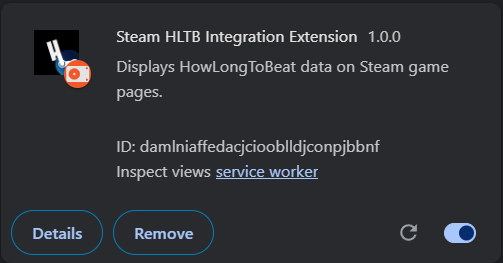 Steam HLTB Integration Extension 1.0.0
Displays HowLongToBeat data on Steam game
pages.
ID: damlniaffedacjciooblldjconpjbbnf
Inspect views service worker
Details
Remove